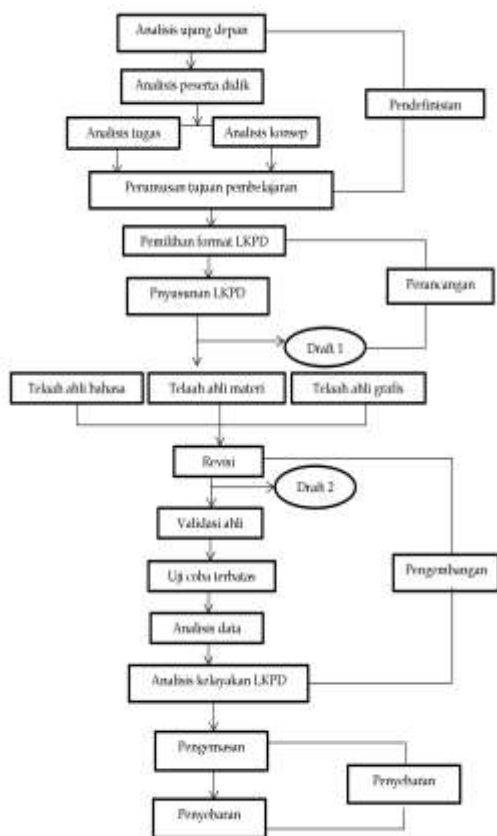 Analisis ujung depan
Analisis peserta didik
Pendefinisian
Analisis tugas
Analisis konsep
Perumusan tujuan pembelajaran
Pemilihan format LKPD
Pnyusunan LKPD
Perancangan
Draft 1
Telaah ahli bahasa
Telaah ahli materi
Telaah ahli grafis
Revisi
Draft 2
Validasi ahli
Uji coba terbatas
Pengembangan
Analisis data
Analisis kelayakan LKPD
Pengemasan
Penyebaran
Penyebaran